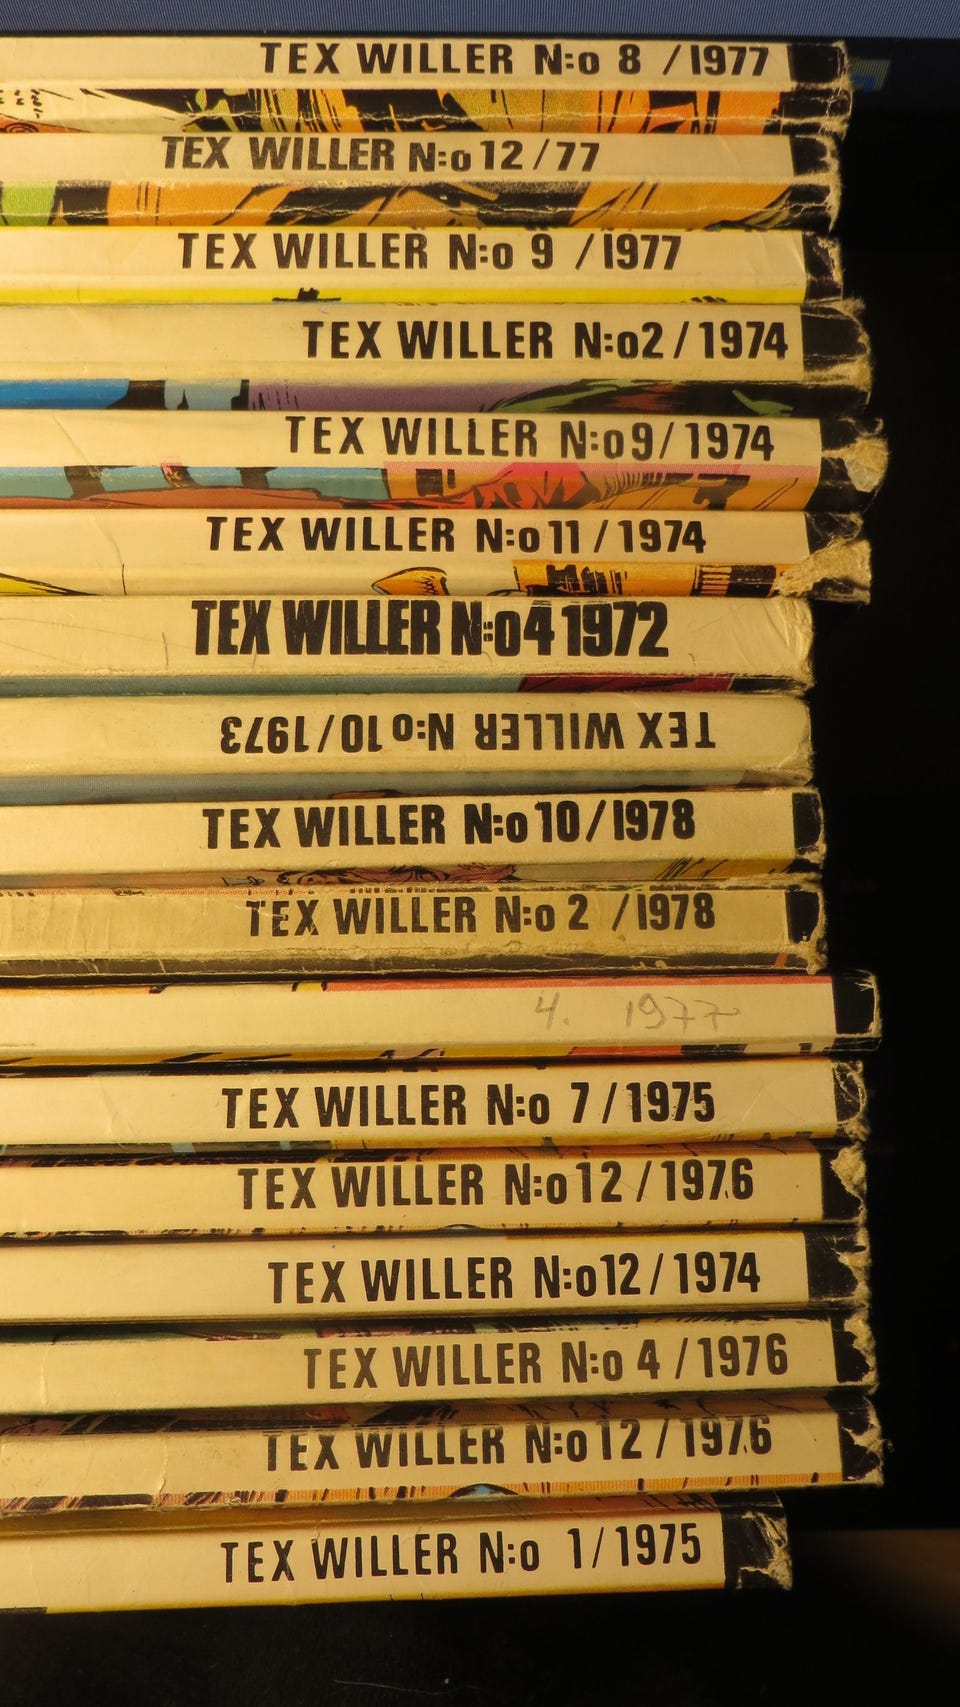 TEX WILLER N:o 8 /1977
TEX WILLER N:o 12/77
TEX WILLER N:o 9 /1977
TEX WILLER N:o 2/1974
TEX WILLER N:o 9/1974
TEX WILLER N:o 11/1974
TEX WILLER N:o 4 1972
TEX WILLER N:o 10/1973
TEX WILLER N:o 10/1978
TEX WILLER N:o 2 /1978
4. 1977
TEX WILLER N:o 7/1975
TEX WILLER N:o 12/1976
TEX WILLER N:o 12/1974
TEX WILLER N:o 4 /1976
TEX WILLER N:o 12/1976
TEX WILLER N:o 1/1975